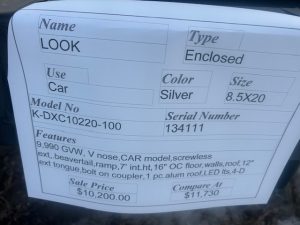 Name
LOOK
Type
Enclosed
Use
Car
Color
Silver
Size
8.5X20
Model No
K-DXC10220-100
Serial Number
134111
Features
9,990 GVW, V nose,CAR model,screwless
ext,beavertail,ramp,7' int.ht,16" OC floor,walls,roof,12"
ext tongue,bolt on coupler,1 pc.alum roof,LED lts,4-D
Sale Price
$10,200.00
Compare At
$11,730